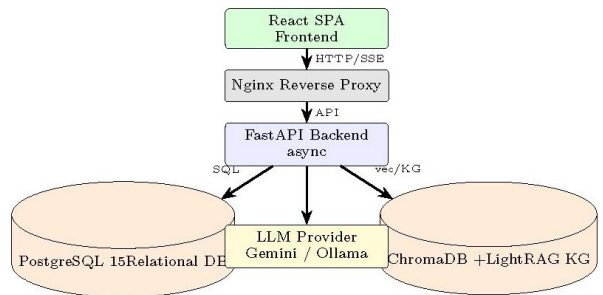 React SPA
Frontend
HTTP/SSE
Nginx Reverse Proxy
API
FastAPI Backend
async
SQL
vec/KG
PostgreSQL 15Relational DB
LLM Provider
Gemini / Ollama
ChromaDB +LightRAG KG